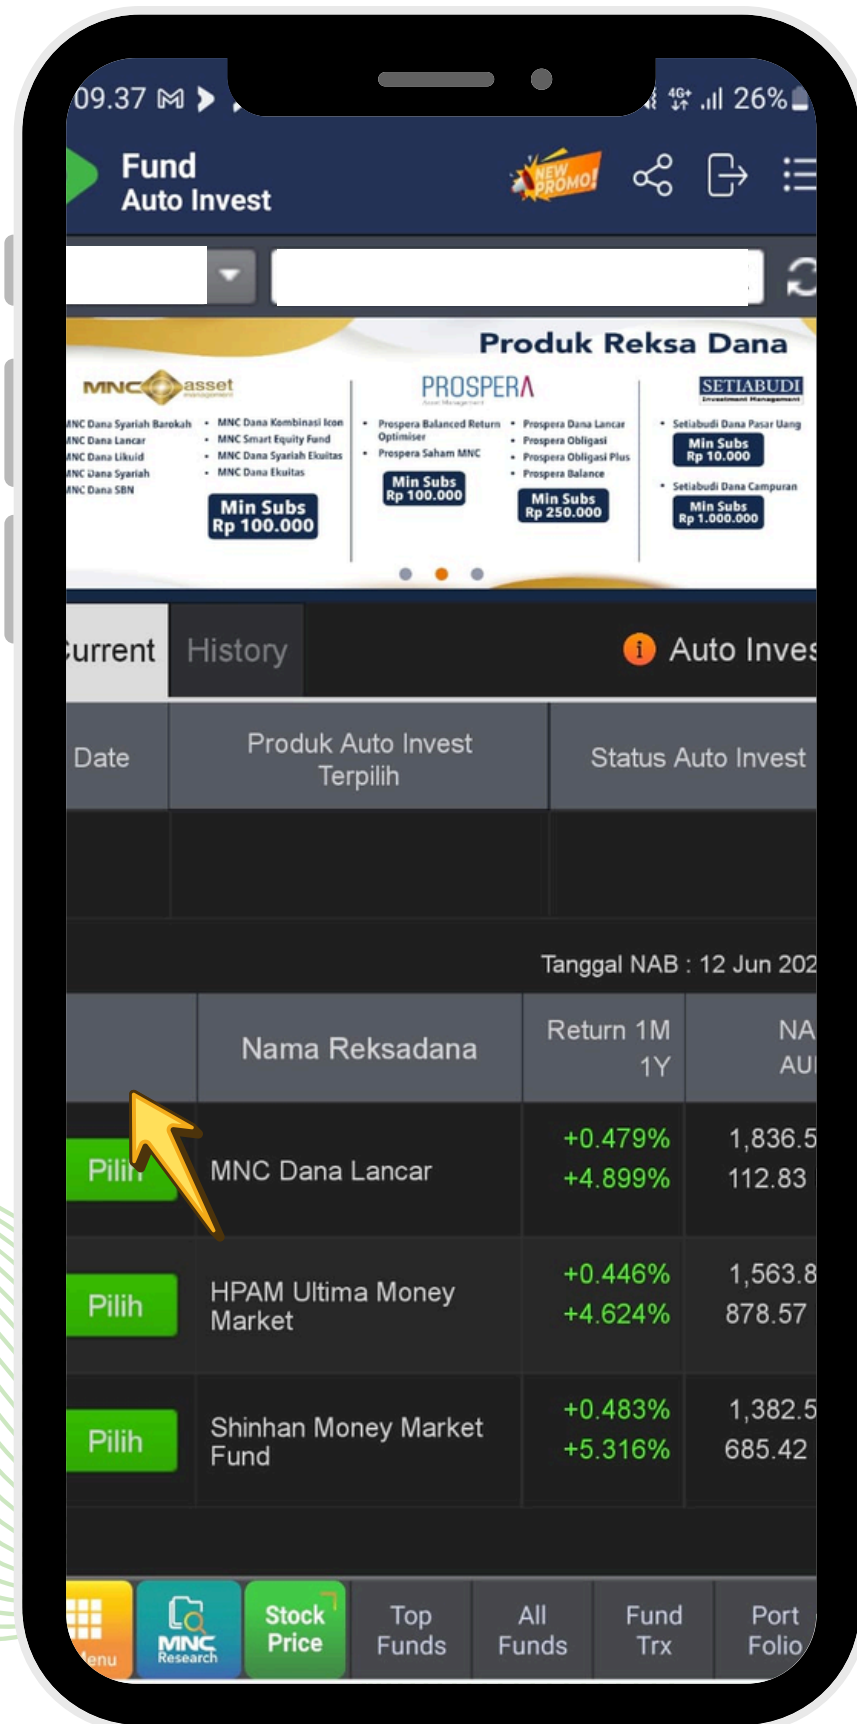 09.37
4G+
26%
Fund
Auto Invest
NEW
PROMO!
Produk Reksa Dana
MNC asset
management
PROSPERA
Asset Management
SETIABUDI
Investment Management
MNC Dana Syariah Barokah
MNC Dana Lancar
MNC Dana Likuid
MNC Dana Syariah
MNC Dana SBN
• MNC Dana Kombinasi Icon
• MNC Smart Equity Fund
• MNC Dana Syariah Ekuitas
• MNC Dana Ekuitas
Min Subs
Rp 100.000
• Prospera Balanced Return
Optimiser
• Prospera Saham MNC
Min Subs
Rp 100.000
• Prospera Dana Lancar
• Prospera Obligasi
• Prospera Obligasi Plus
• Prospera Balance
Min Subs
Rp 250.000
• Setiabudi Dana Pasar Uang
Min Subs
Rp 10.000
• Setiabudi Dana Campuran
Min Subs
Rp 1.000.000
urrent
History
Auto Inves
Date
Produk Auto Invest
Terpilih
Status Auto Invest
Tanggal NAB : 12 Jun 202
Nama Reksadana
Return 1M
1Y
NA
AU
Pilih
MNC Dana Lancar
+0.479%
+4.899%
1,836.5
112.83
Pilih
HPAM Ultima Money
Market
+0.446%
+4.624%
1,563.8
878.57
Pilih
Shinhan Money Market
Fund
+0.483%
+5.316%
1,382.5
685.42
enu
MNC
Research
Stock
Price
Top
Funds
All
Funds
Fund
Trx
Port
Folio